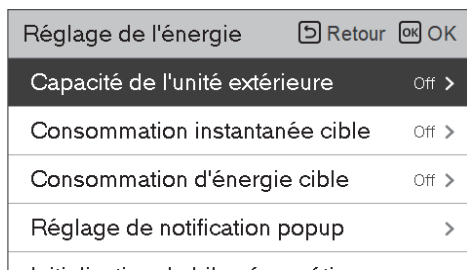 Réglage de l'énergie Retour OK OK
Capacité de l'unité extérieure Off >
Consommation instantanée cible Off >
Consommation d'énergie cible Off >
Réglage de notification popup >